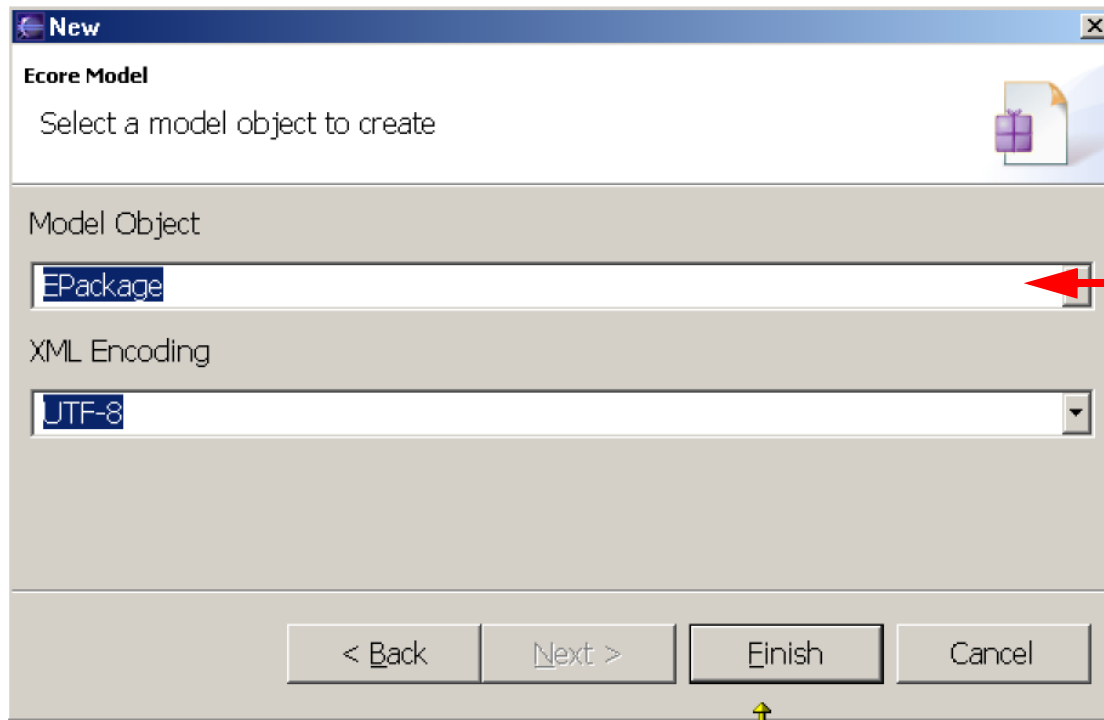 New
Ecore Model
Select a model object to create
Model Object
EPackage
XML Encoding
UTF-8
< Back Next > Finish Cancel